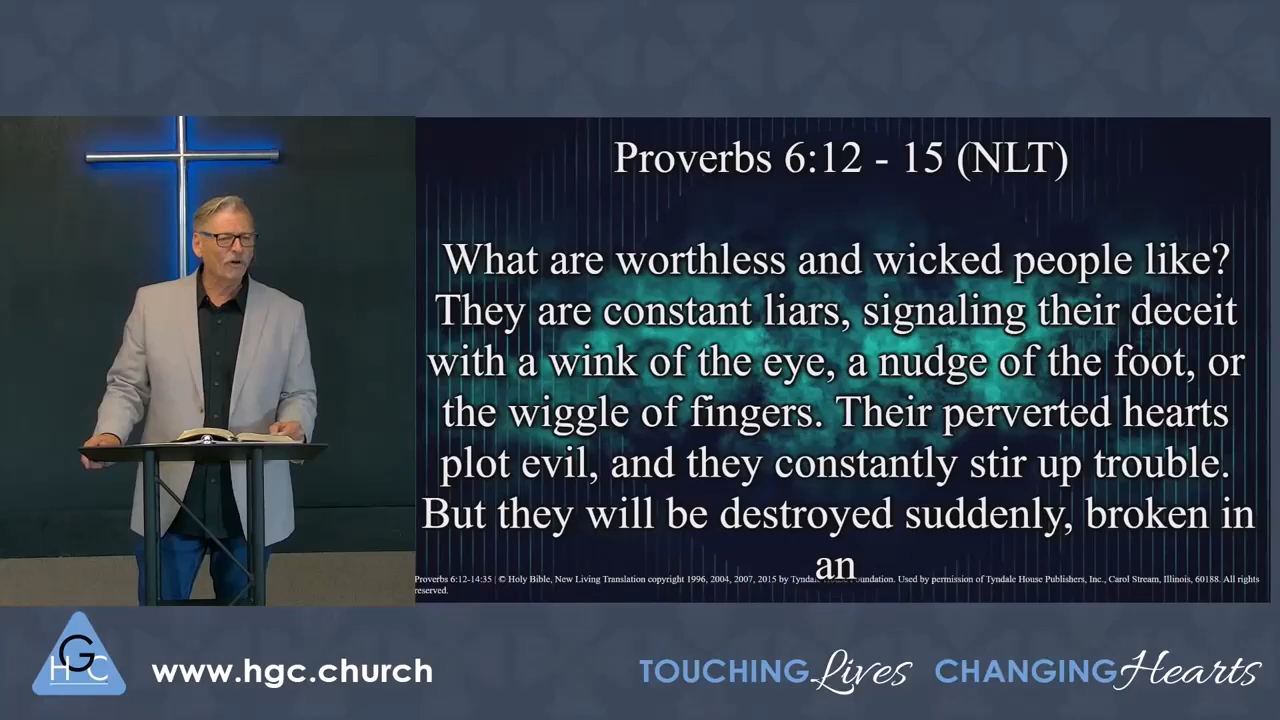 Proverbs 6:12 - 15 (NLT)
What are worthless and wicked people like?
They are constant liars, signaling their deceit
with a wink of the eye, a nudge of the foot, or
the wiggle of fingers. Their perverted hearts
plot evil, and they constantly stir up trouble.
But they will be destroyed suddenly, broken in
an
Proverbs 6:12-14:35 | © Holy Bible, New Living Translation copyright 1996, 2004, 2007, 2015 by Tyndale House Foundation. Used by permission of Tyndale House Publishers, Inc., Carol Stream, Illinois, 60188. All rights
reserved.
HGC
www.hgc.church
TOUCHING Lives CHANGING Hearts